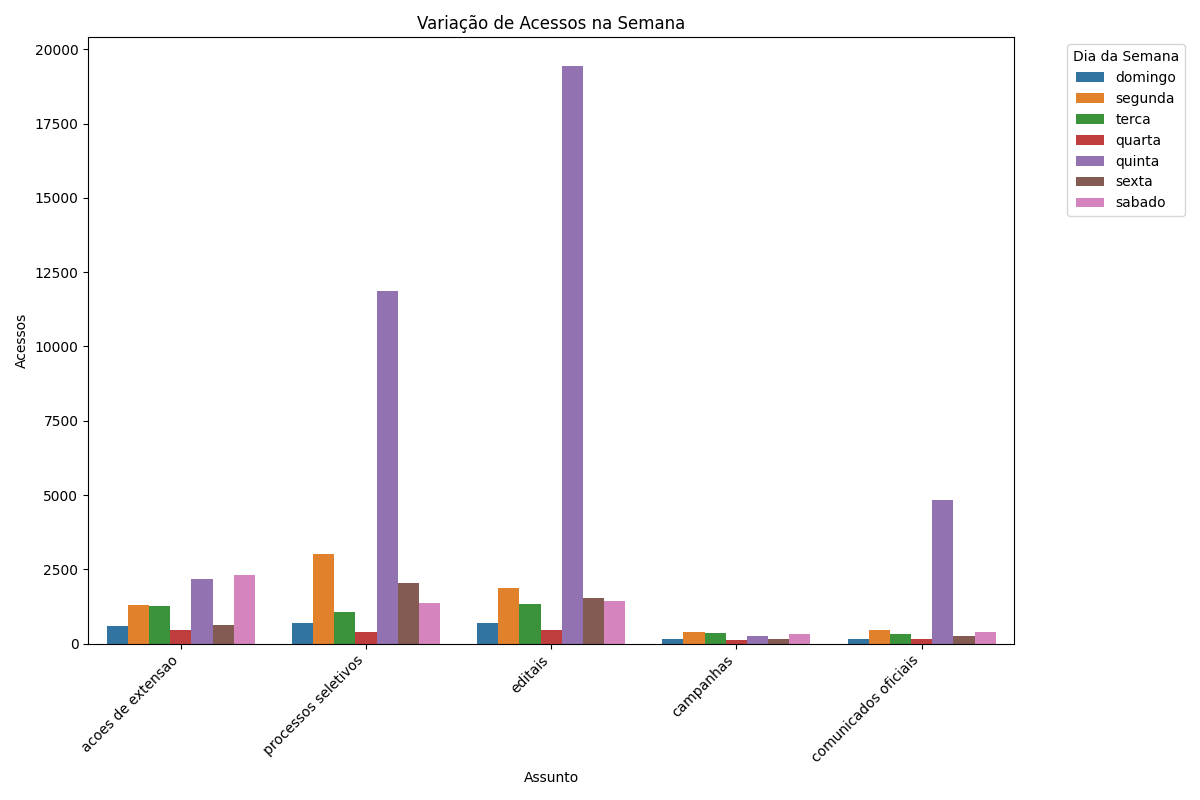 Variação de Acessos na Semana
Acessos
20000
17500
15000
12500
10000
7500
5000
2500
0
acoes de extensao
processos seletivos
editais
campanhas
comunicados oficiais
Assunto
Dia da Semana
domingo
segunda
terca
quarta
quinta
sexta
sabado